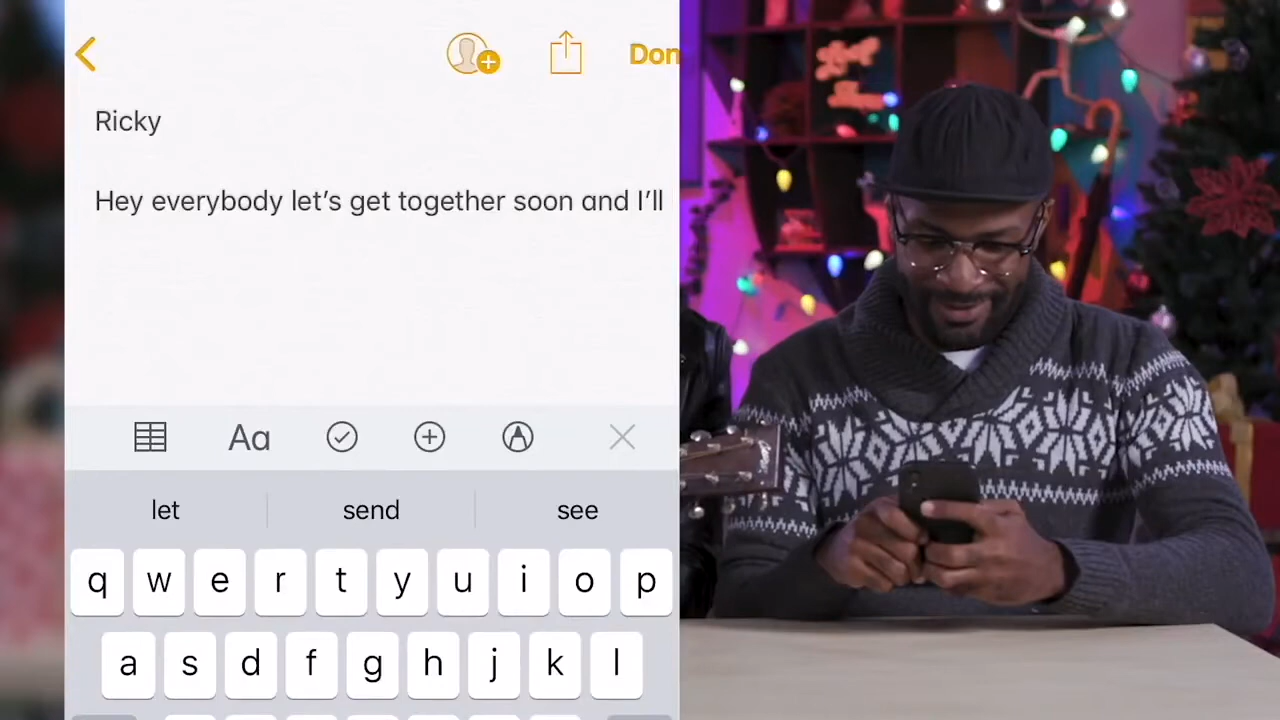 Don
Ricky
Hey everybody let’s get together soon and I’ll
Aa
let send see
q w e r t y u i o p
a s d f g h j k l